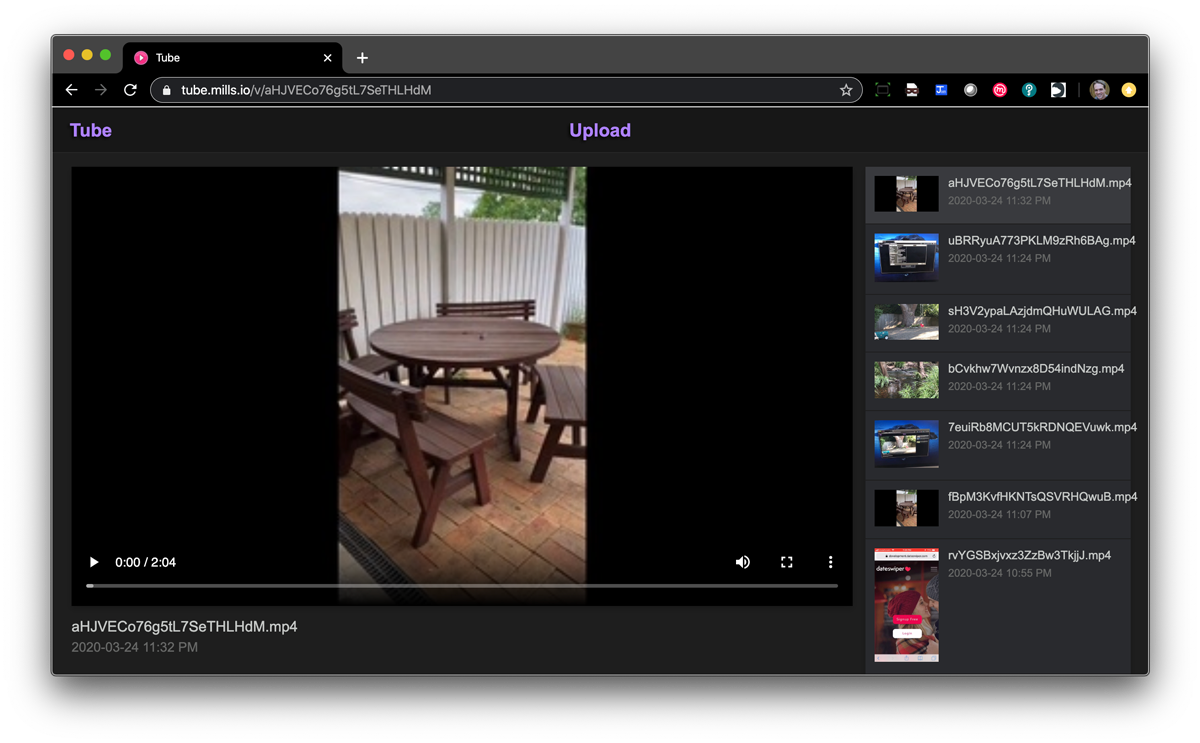 Tube
tube.mills.io/v/aHJVECo76g5tL7SeTHLHdM
Tube
Upload
0:00 / 2:04
aHJVECo76g5tL7SeTHLHdM.mp4
2020-03-24 11:32 PM
aHJVECo76g5tL7SeTHLHdM.mp4
2020-03-24 11:32 PM
uBRRyuA773PKLM9zRh6BAg.mp4
2020-03-24 11:24 PM
sH3V2ypaLAzjdmQHuWULAG.mp4
2020-03-24 11:24 PM
bCvkhw7Wvnzx8D54indNzg.mp4
2020-03-24 11:24 PM
7euiRb8MCUT5kRDNQEVuwk.mp4
2020-03-24 11:24 PM
fBpM3KvfHKNTsQSVRHQwuB.mp4
2020-03-24 11:07 PM
rvYGSBxjvxz3ZzBw3TkjjJ.mp4
2020-03-24 10:55 PM
dateswiper
Signup Free
Login